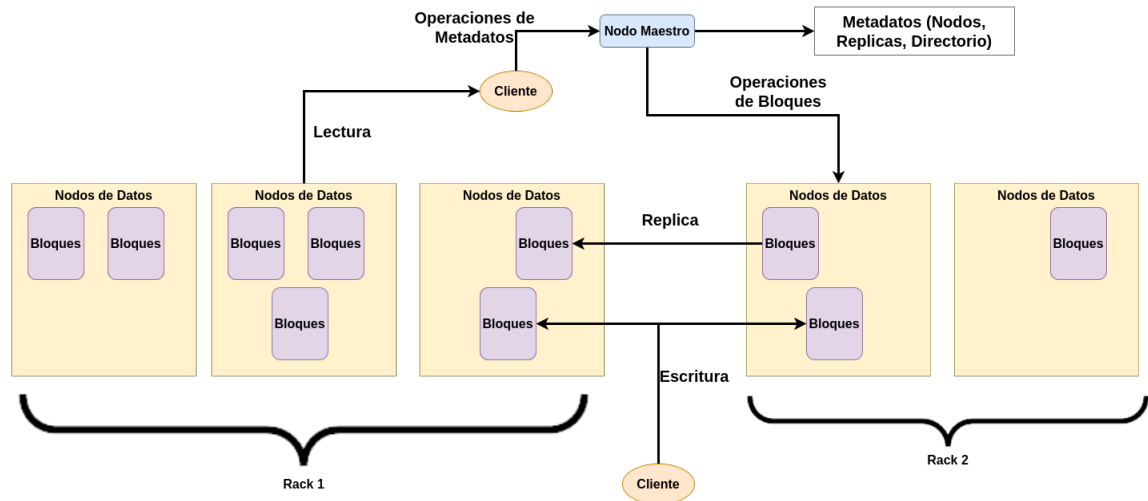 Operaciones de
Metadatos
Nodo Maestro
Metadatos (Nodos,
Replicas, Directorio)
Cliente
Operaciones
de Bloques
Lectura
Nodos de Datos
Bloques
Bloques
Nodos de Datos
Bloques
Bloques
Bloques
Nodos de Datos
Bloques
Bloques
Replica
Nodos de Datos
Bloques
Bloques
Nodos de Datos
Bloques
Escritura
Rack 1
Cliente
Rack 2